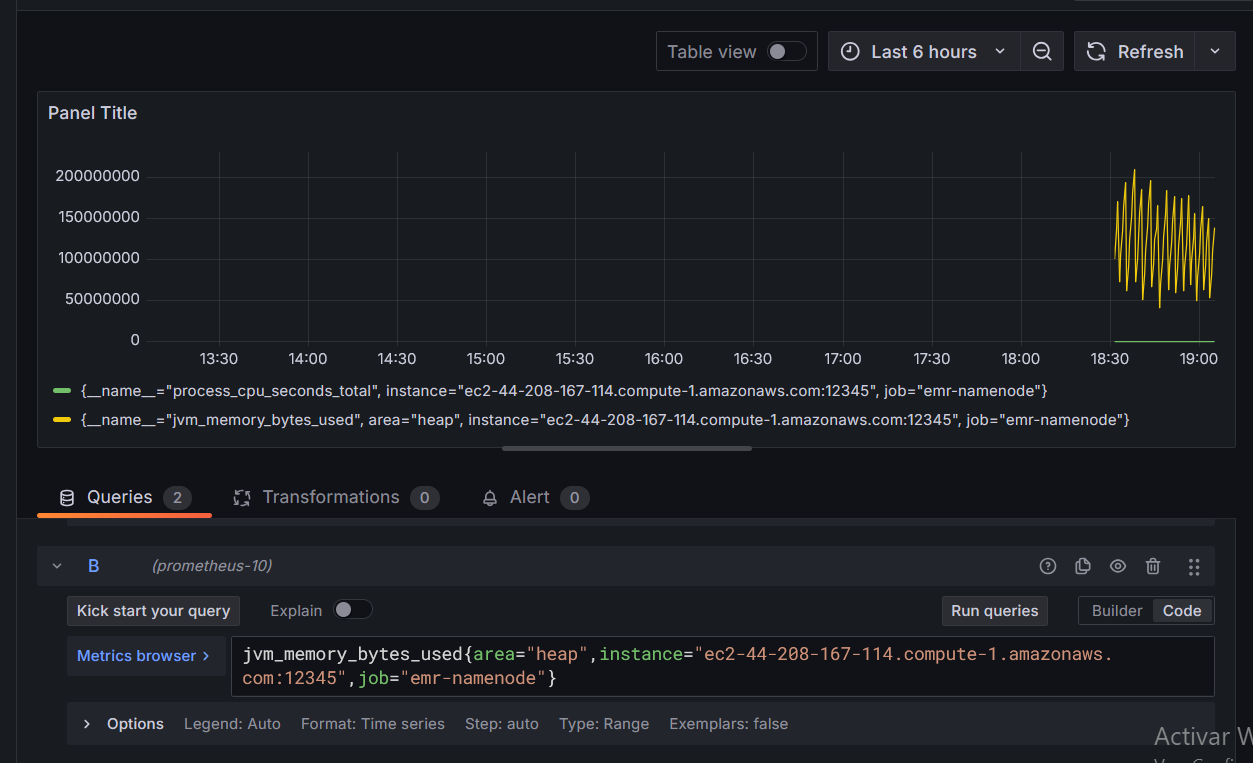 Table view Last 6 hours Refresh
Panel Title
200000000
150000000
100000000
50000000
0
13:30 14:00 14:30 15:00 15:30 16:00 16:30 17:00 17:30 18:00 18:30 19:00
{__name__="process_cpu_seconds_total", instance="ec2-44-208-167-114.compute-1.amazonaws.com:12345", job="emr-namenode"}
{__name__="jvm_memory_bytes_used", area="heap", instance="ec2-44-208-167-114.compute-1.amazonaws.com:12345", job="emr-namenode"}
Queries 2 Transformations 0 Alert 0
B (prometheus-10)
Kick start your query Explain Run queries Builder Code
Metrics browser >
jvm_memory_bytes_used{area="heap",instance="ec2-44-208-167-114.compute-1.amazonaws.
com:12345",job="emr-namenode"}
> Options Legend: Auto Format: Time series Step: auto Type: Range Exemplars: false
Activar W